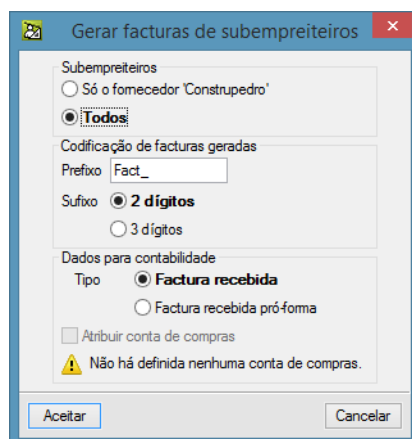 Gerar facturas de subempreiteiros
Subempreiteiros
Só o fornecedor 'Construpedro'
Todos
Codificação de facturas geradas
Prefixo Fact_
Sufixo 2 dígitos
3 dígitos
Dados para contabilidade
Tipo Factura recebida
Factura recebida pró-forma
Atribuir conta de compras
Não há definida nenhuma conta de compras.
Aceitar Cancelar